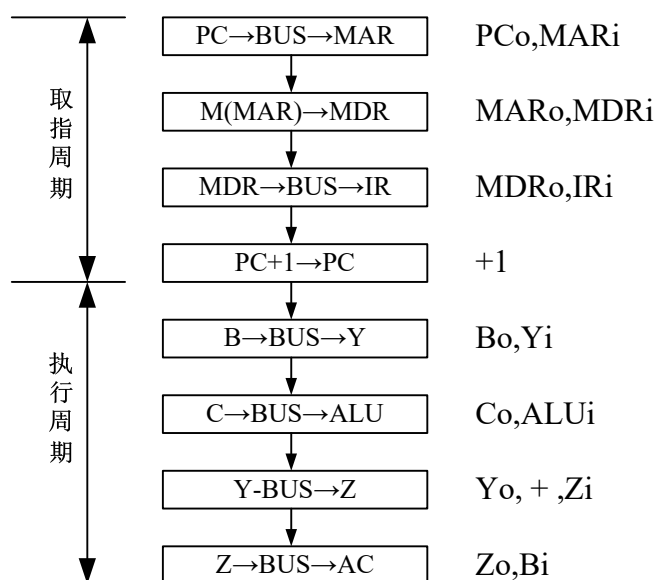 PC→BUS→MAR PCo,MARi
M(MAR)→MDR MARo,MDRi
取指周期
MDR→BUS→IR MDRo,IRi
PC+1→PC +1
B→BUS→Y Bo,Yi
执行周期
C→BUS→ALU Co,ALUi
Y-BUS→Z Yo, + ,Zi
Z→BUS→AC Zo,Bi